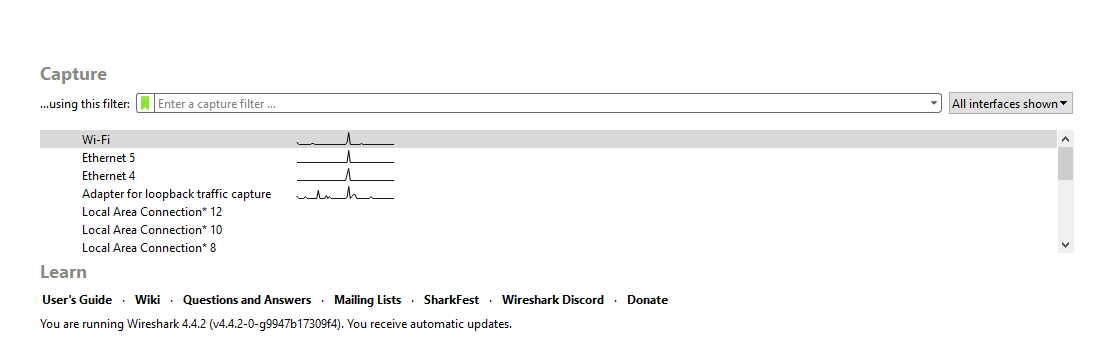 Capture
...using this filter: Enter a capture filter ... All interfaces shown
Wi-Fi
Ethernet 5
Ethernet 4
Adapter for loopback traffic capture
Local Area Connection* 12
Local Area Connection* 10
Local Area Connection* 8
Learn
User's Guide · Wiki · Questions and Answers · Mailing Lists · SharkFest · Wireshark Discord · Donate
You are running Wireshark 4.4.2 (v4.4.2-0-g9947b17309f4). You receive automatic updates.